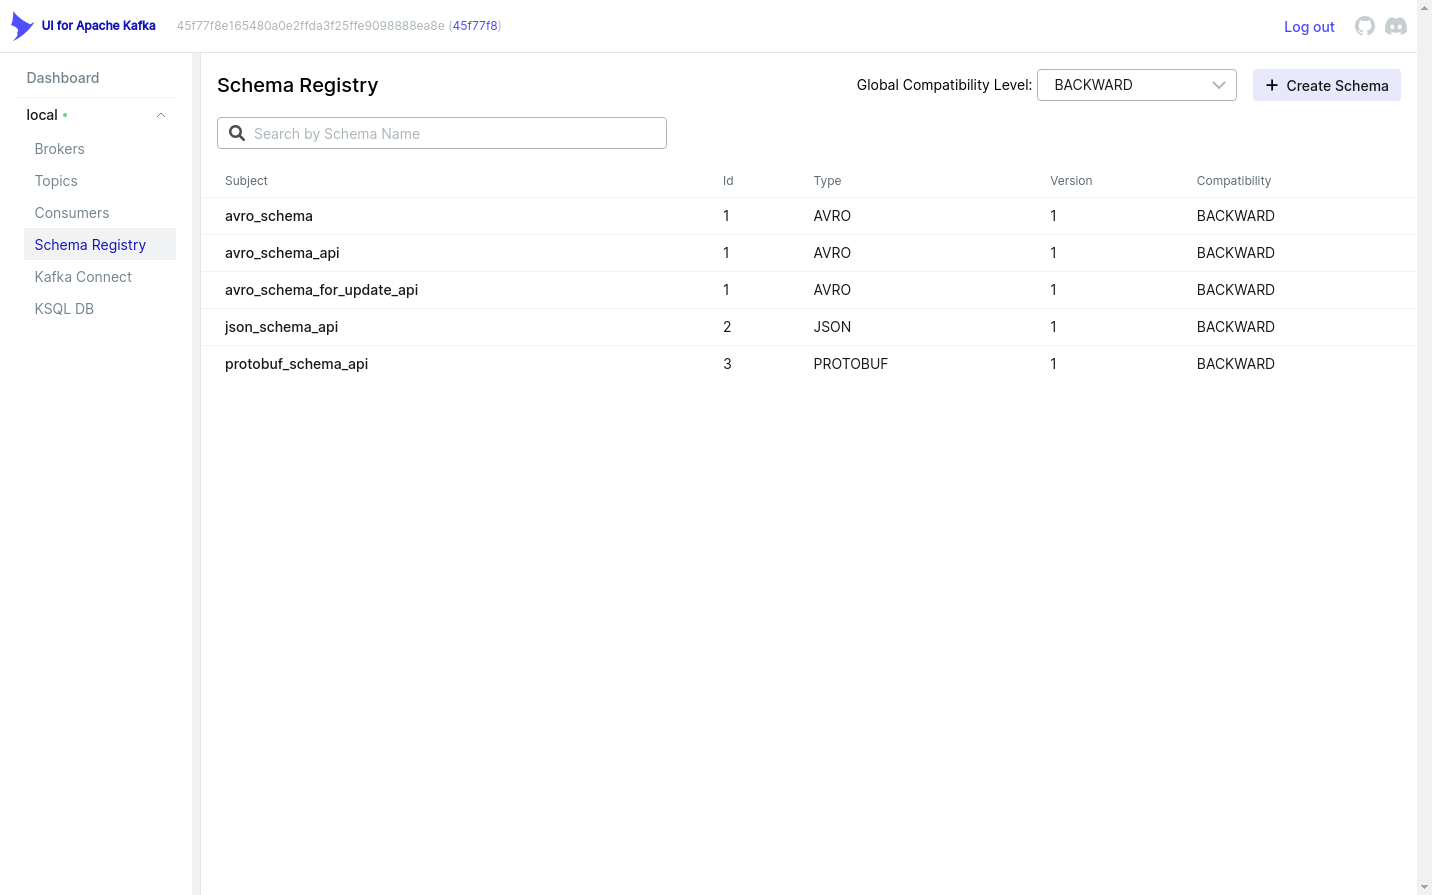 UI for Apache Kafka 45f77f8e165480a0e2ffda3f25ffe9098888ea8e (45f77f8) Log out
Dashboard
local
Brokers
Topics
Consumers
Schema Registry
Kafka Connect
KSQL DB
Schema Registry Global Compatibility Level: BACKWARD Create Schema
Search by Schema Name
Subject Id Type Version Compatibility
avro_schema 1 AVRO 1 BACKWARD
avro_schema_api 1 AVRO 1 BACKWARD
avro_schema_for_update_api 1 AVRO 1 BACKWARD
json_schema_api 2 JSON 1 BACKWARD
protobuf_schema_api 3 PROTOBUF 1 BACKWARD